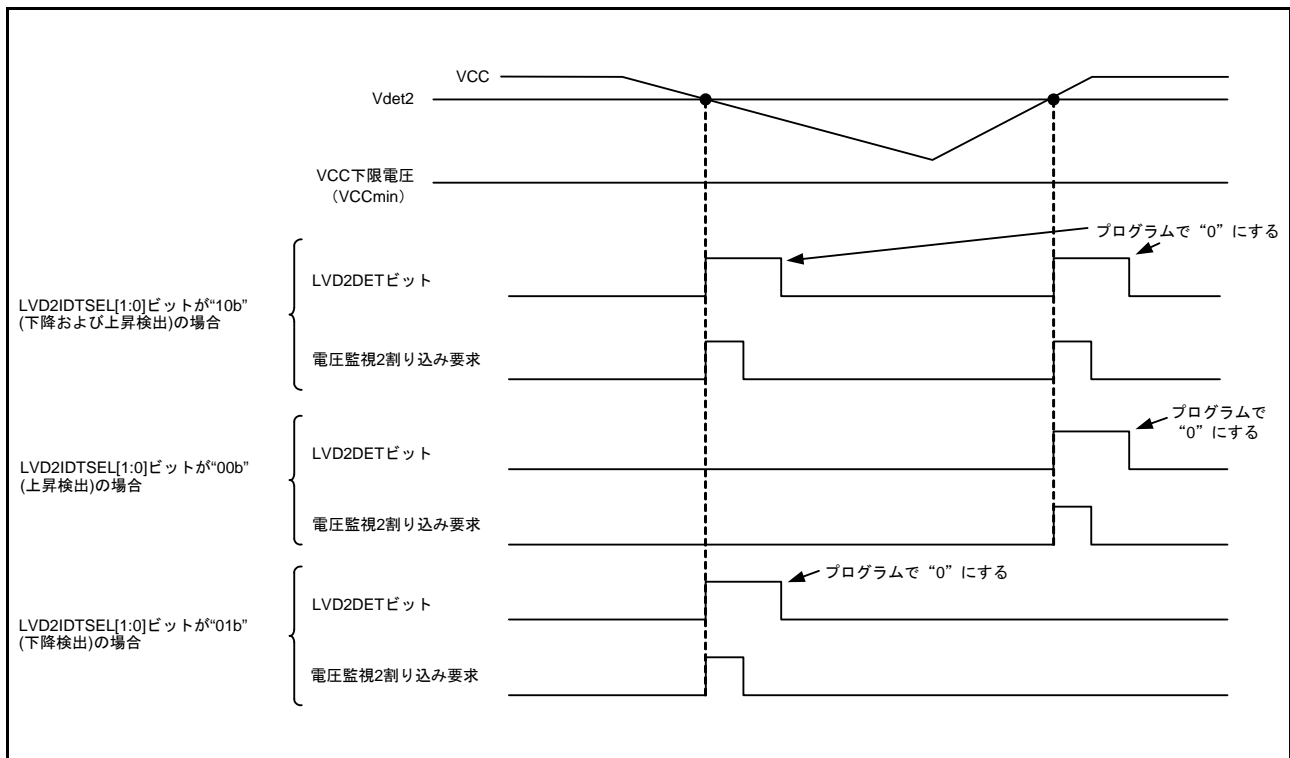 VCC
Vdet2
VCC下限電圧
（VCCmin）
プログラムで“0”にする
LVD2IDTSEL[1:0]ビットが“10b”
(下降および上昇検出)の場合
LVD2DETビット
電圧監視2割り込み要求
プログラムで
“0”にする
LVD2IDTSEL[1:0]ビットが“00b”
(上昇検出)の場合
LVD2DETビット
電圧監視2割り込み要求
プログラムで“0”にする
LVD2IDTSEL[1:0]ビットが“01b”
(下降検出)の場合
LVD2DETビット
電圧監視2割り込み要求